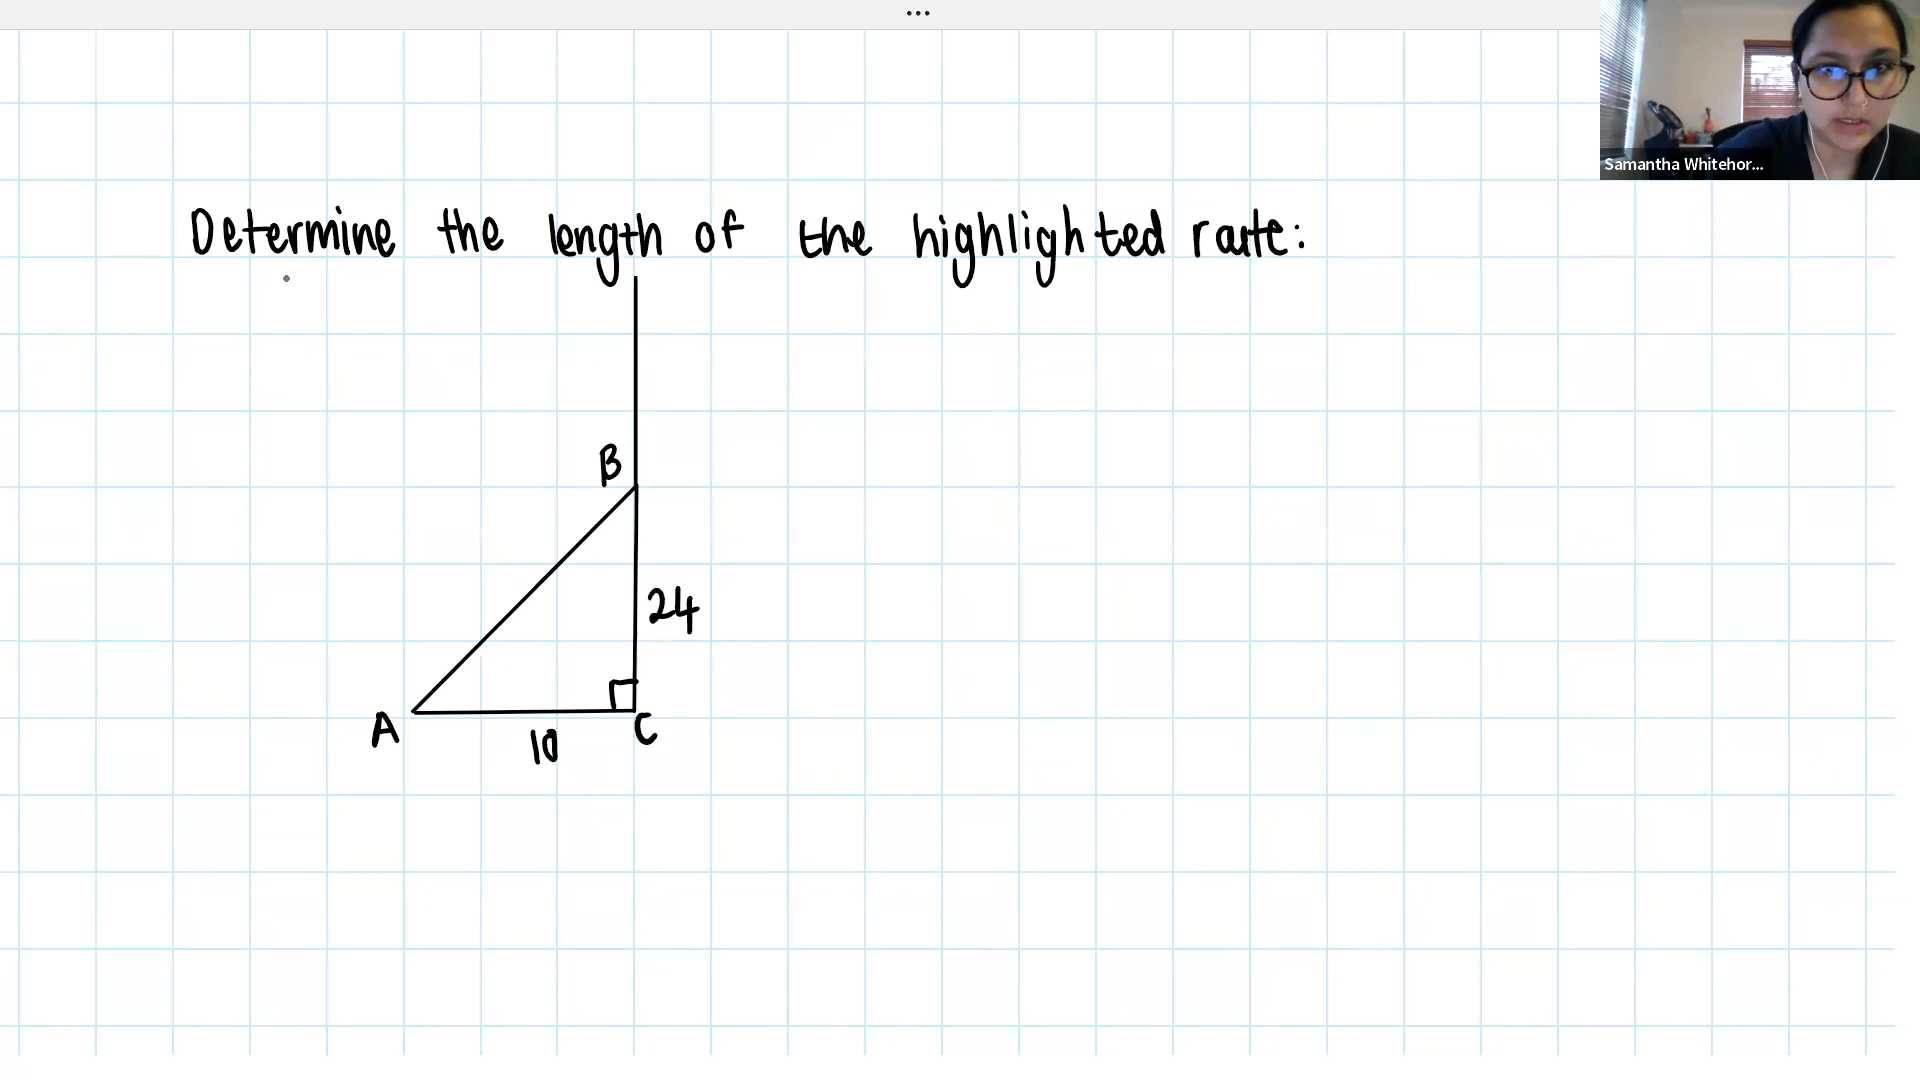 Samantha Whitehor...
Determine the length of the highlighted route:
B
24
A
C
10